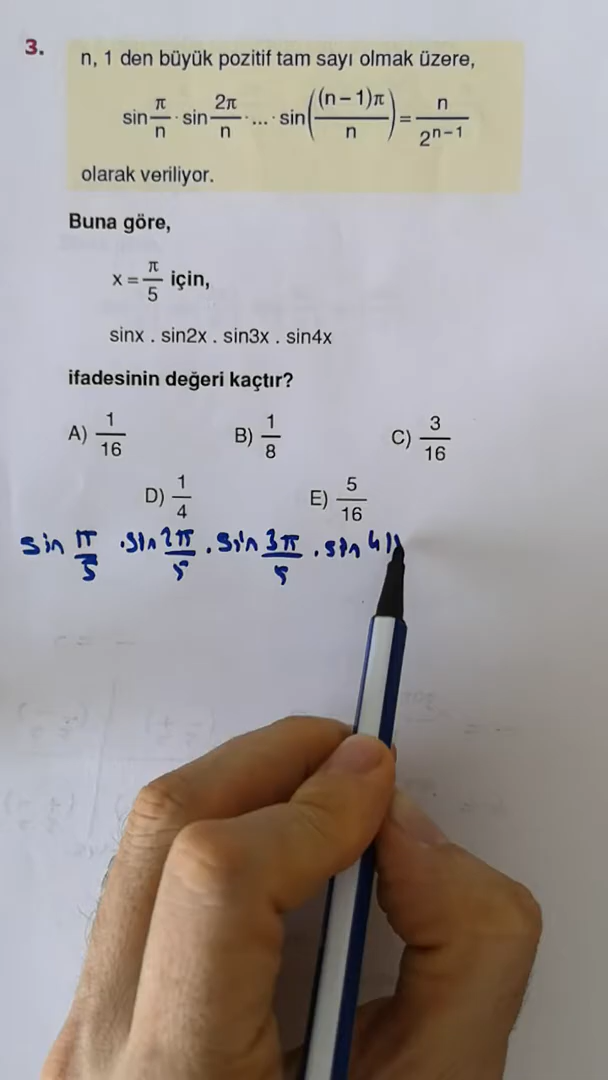 3.
n, 1 den büyük pozitif tam sayı olmak üzere,
sin π/n · sin 2π/n · ... · sin((n – 1)π/n) = n/2^(n–1)
olarak veriliyor.
Buna göre,
x = π/5 için,
sinx . sin2x . sin3x . sin4x
ifadesinin değeri kaçtır?
A) 1/16 B) 1/8 C) 3/16
D) 1/4 E) 5/16
sin π/5 . sin 2π/5 . sin 3π/5 . sin 4π